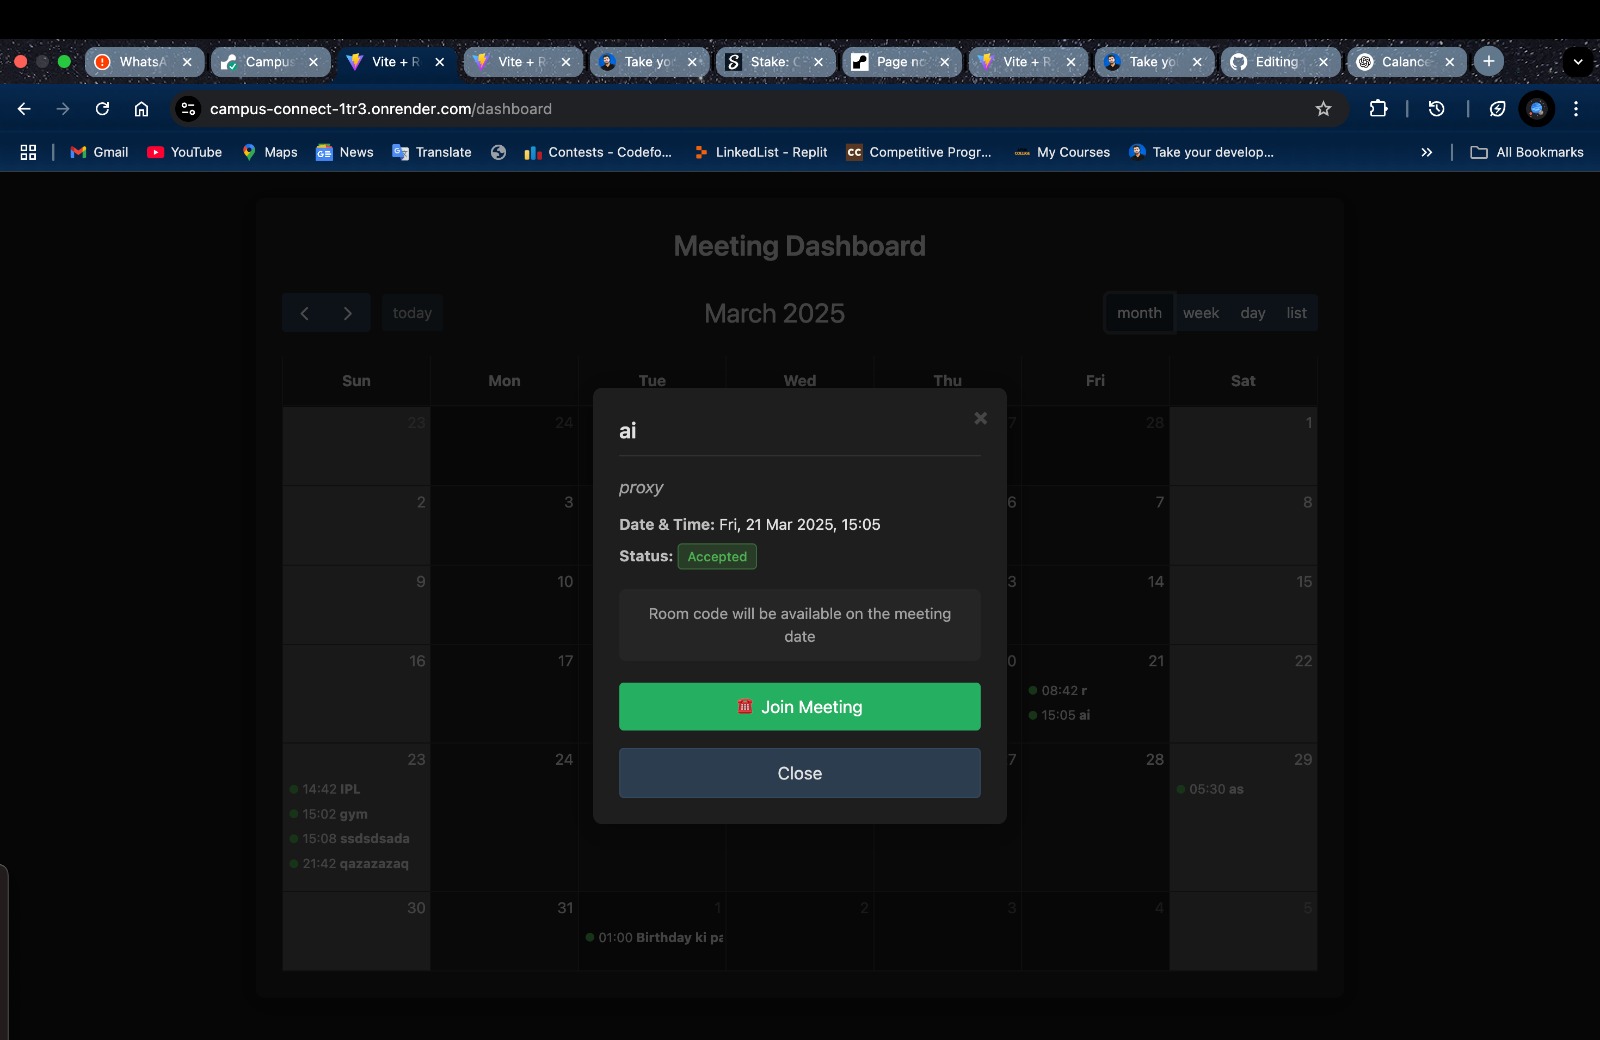 WhatsA
Campus
Vite + R
Vite + R
Take yo
Stake: C
Page no
Vite + R
Take yo
Editing
Calance
campus-connect-1tr3.onrender.com/dashboard
Gmail
YouTube
Maps
News
Translate
Contests - Codefo...
LinkedList - Replit
CC Competitive Progr...
My Courses
Take your develop...
All Bookmarks
Meeting Dashboard
today
March 2025
month week day list
Sun Mon Tue Wed Thu Fri Sat
23 24 7 28 1
2 3 6 7 8
9 10 3 14 15
16 17 0 21 22
08:42 r
15:05 ai
23 24 7 28 29
14:42 IPL
15:02 gym
15:08 ssdsdsada
21:42 qazazazaq
05:30 as
30 31 1 2 3 4 5
01:00 Birthday ki pa
ai
proxy
Date & Time: Fri, 21 Mar 2025, 15:05
Status: Accepted
Room code will be available on the meeting
date
Join Meeting
Close